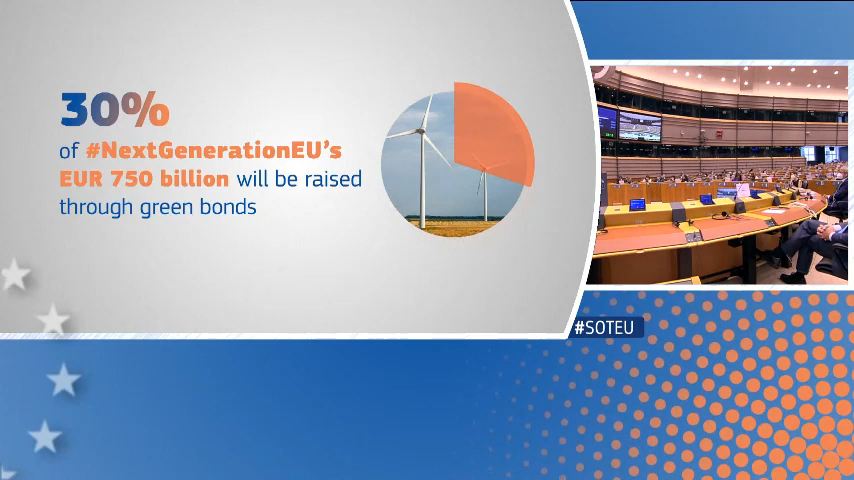 30%
of #NextGenerationEU's
EUR 750 billion will be raised
through green bonds
#SOTEU